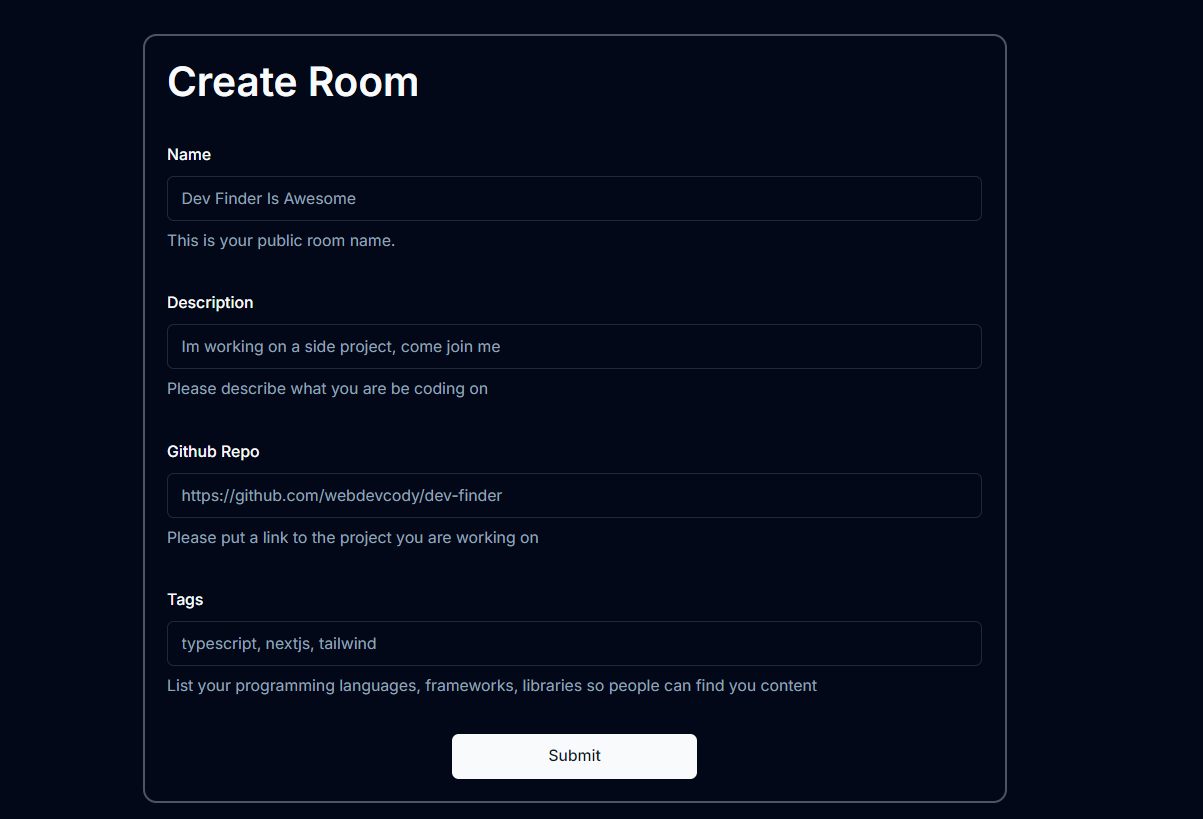 Create Room
Name
Dev Finder Is Awesome
This is your public room name.
Description
Im working on a side project, come join me
Please describe what you are be coding on
Github Repo
https://github.com/webdevcody/dev-finder
Please put a link to the project you are working on
Tags
typescript, nextjs, tailwind
List your programming languages, frameworks, libraries so people can find you content
Submit